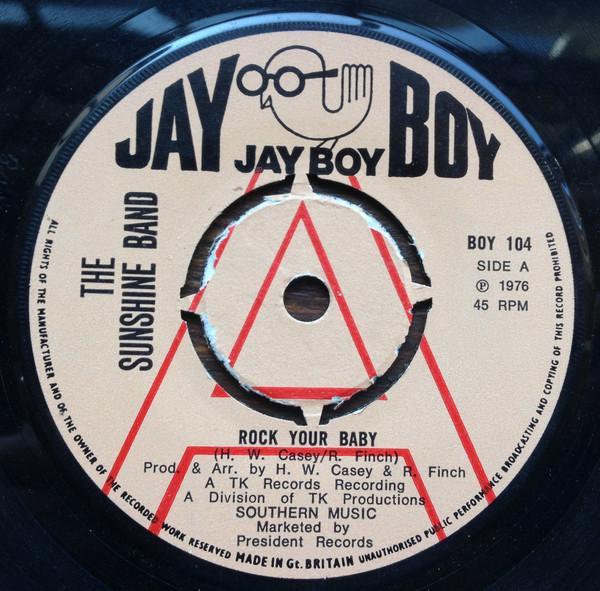 JAY BOY
JAY BOY
THE
SUNSHINE BAND
BOY 104
SIDE A
Ⓟ 1976
45 RPM
A
ROCK YOUR BABY
(H. W. Casey/R. Finch)
Prod. & Arr. by H. W. Casey & R. Finch
A TK Records Recording
A Division of TK Productions
SOUTHERN MUSIC
Marketed by
President Records
ALL RIGHTS OF THE MANUFACTURER AND OF THE OWNER OF THE RECORDED WORK RESERVED MADE IN Gt. BRITAIN UNAUTHORISED PUBLIC PERFORMANCE BROADCASTING AND COPYING OF THIS RECORD PROHIBITED